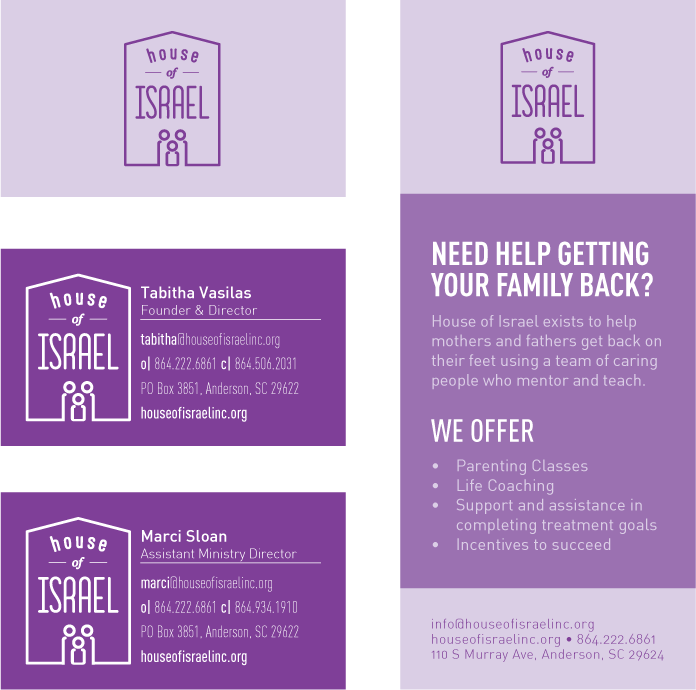 house
of
ISRAEL
house
of
ISRAEL
Tabitha Vasilas
Founder & Director
tabitha@houseofisraelinc.org
o| 864.222.6861 c| 864.506.2031
PO Box 3851, Anderson, SC 29622
houseofisraelinc.org
house
of
ISRAEL
Marci Sloan
Assistant Ministry Director
marci@houseofisraelinc.org
o| 864.222.6861 c| 864.934.1910
PO Box 3851, Anderson, SC 29622
houseofisraelinc.org
house
of
ISRAEL
NEED HELP GETTING
YOUR FAMILY BACK?
House of Israel exists to help
mothers and fathers get back on
their feet using a team of caring
people who mentor and teach.
WE OFFER
• Parenting Classes
• Life Coaching
• Support and assistance in
completing treatment goals
• Incentives to succeed
info@houseofisraelinc.org
houseofisraelinc.org • 864.222.6861
110 S Murray Ave, Anderson, SC 29624